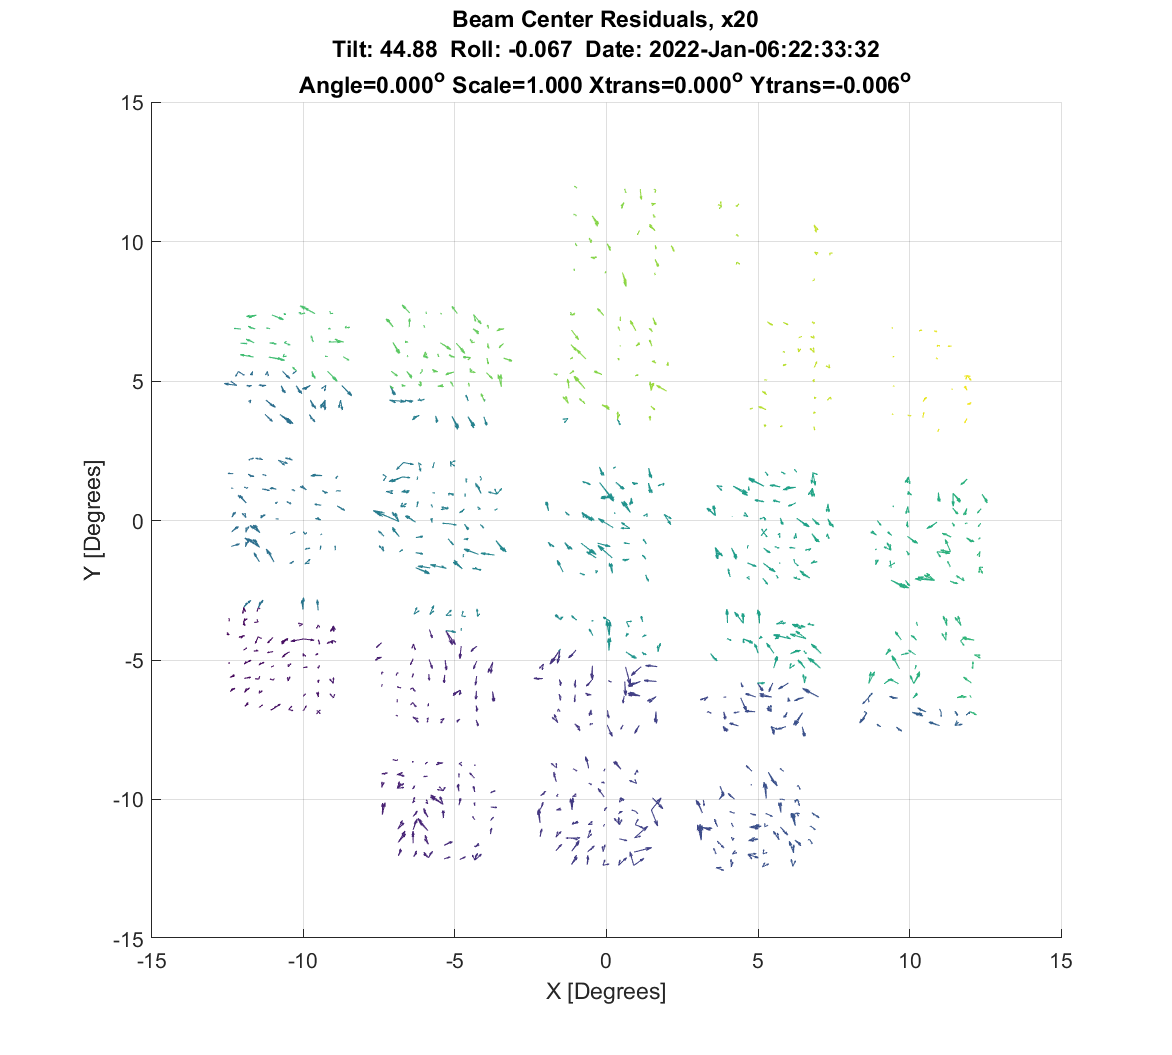 Beam Center Residuals, x20
Tilt: 44.88  Roll: -0.067  Date: 2022-Jan-06:22:33:32
Angle=0.000° Scale=1.000 Xtrans=0.000° Ytrans=-0.006°
15
10
5
0
-5
-10
-15
Y [Degrees]
-15 -10 -5 0 5 10 15
X [Degrees]